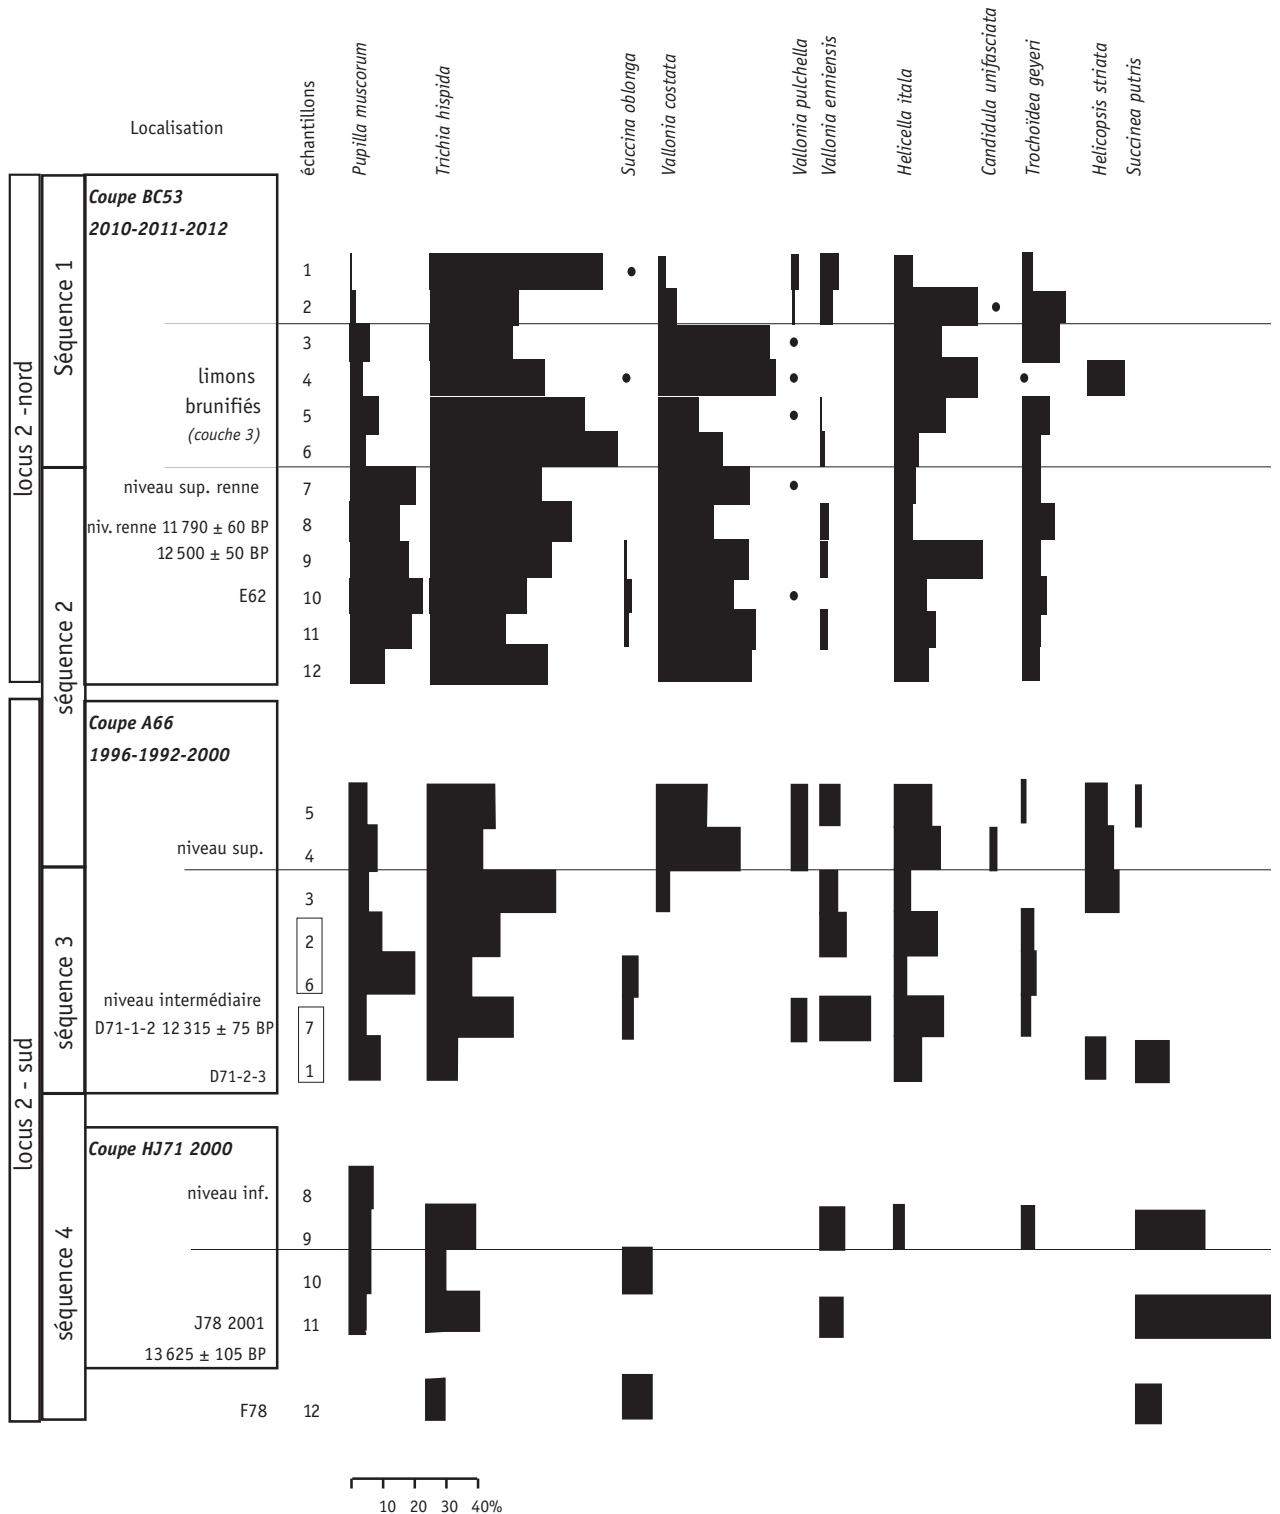 Localisation
échantillons
Pupilla muscorum
Trichia hispida
Succina oblonga
Vallonia costata
Vallonia pulchella
Vallonia enniensis
Helicella itala
Candidula unifasciata
Trochoïdea geyeri
Helicopsis striata
Succinea putris
locus 2 -nord
Séquence 1
Coupe BC53
2010-2011-2012
1
2
3
limons
4
brunifiés
5
(couche 3)
6
séquence 2
niveau sup. renne
7
niv. renne 11 790 ± 60 BP
8
12 500 ± 50 BP
9
E62
10
11
12
locus 2 - sud
Coupe A66
1996-1992-2000
5
niveau sup.
4
séquence 3
3
2
6
niveau intermédiaire
D71-1-2 12 315 ± 75 BP
7
D71-2-3
1
séquence 4
Coupe HJ71 2000
niveau inf.
8
9
10
J78 2001
11
13 625 ± 105 BP
F78
12
10 20 30 40%